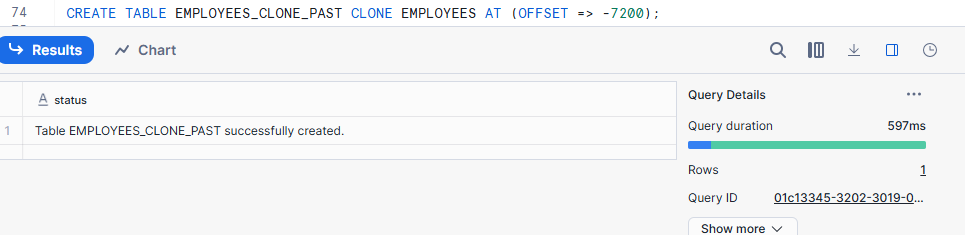 74 CREATE TABLE EMPLOYEES_CLONE_PAST CLONE EMPLOYEES AT (OFFSET => -7200);
Results
Chart
A status
Query Details
...
1 Table EMPLOYEES_CLONE_PAST successfully created.
Query duration 597ms
Rows 1
Query ID 01c13345-3202-3019-0...
Show more